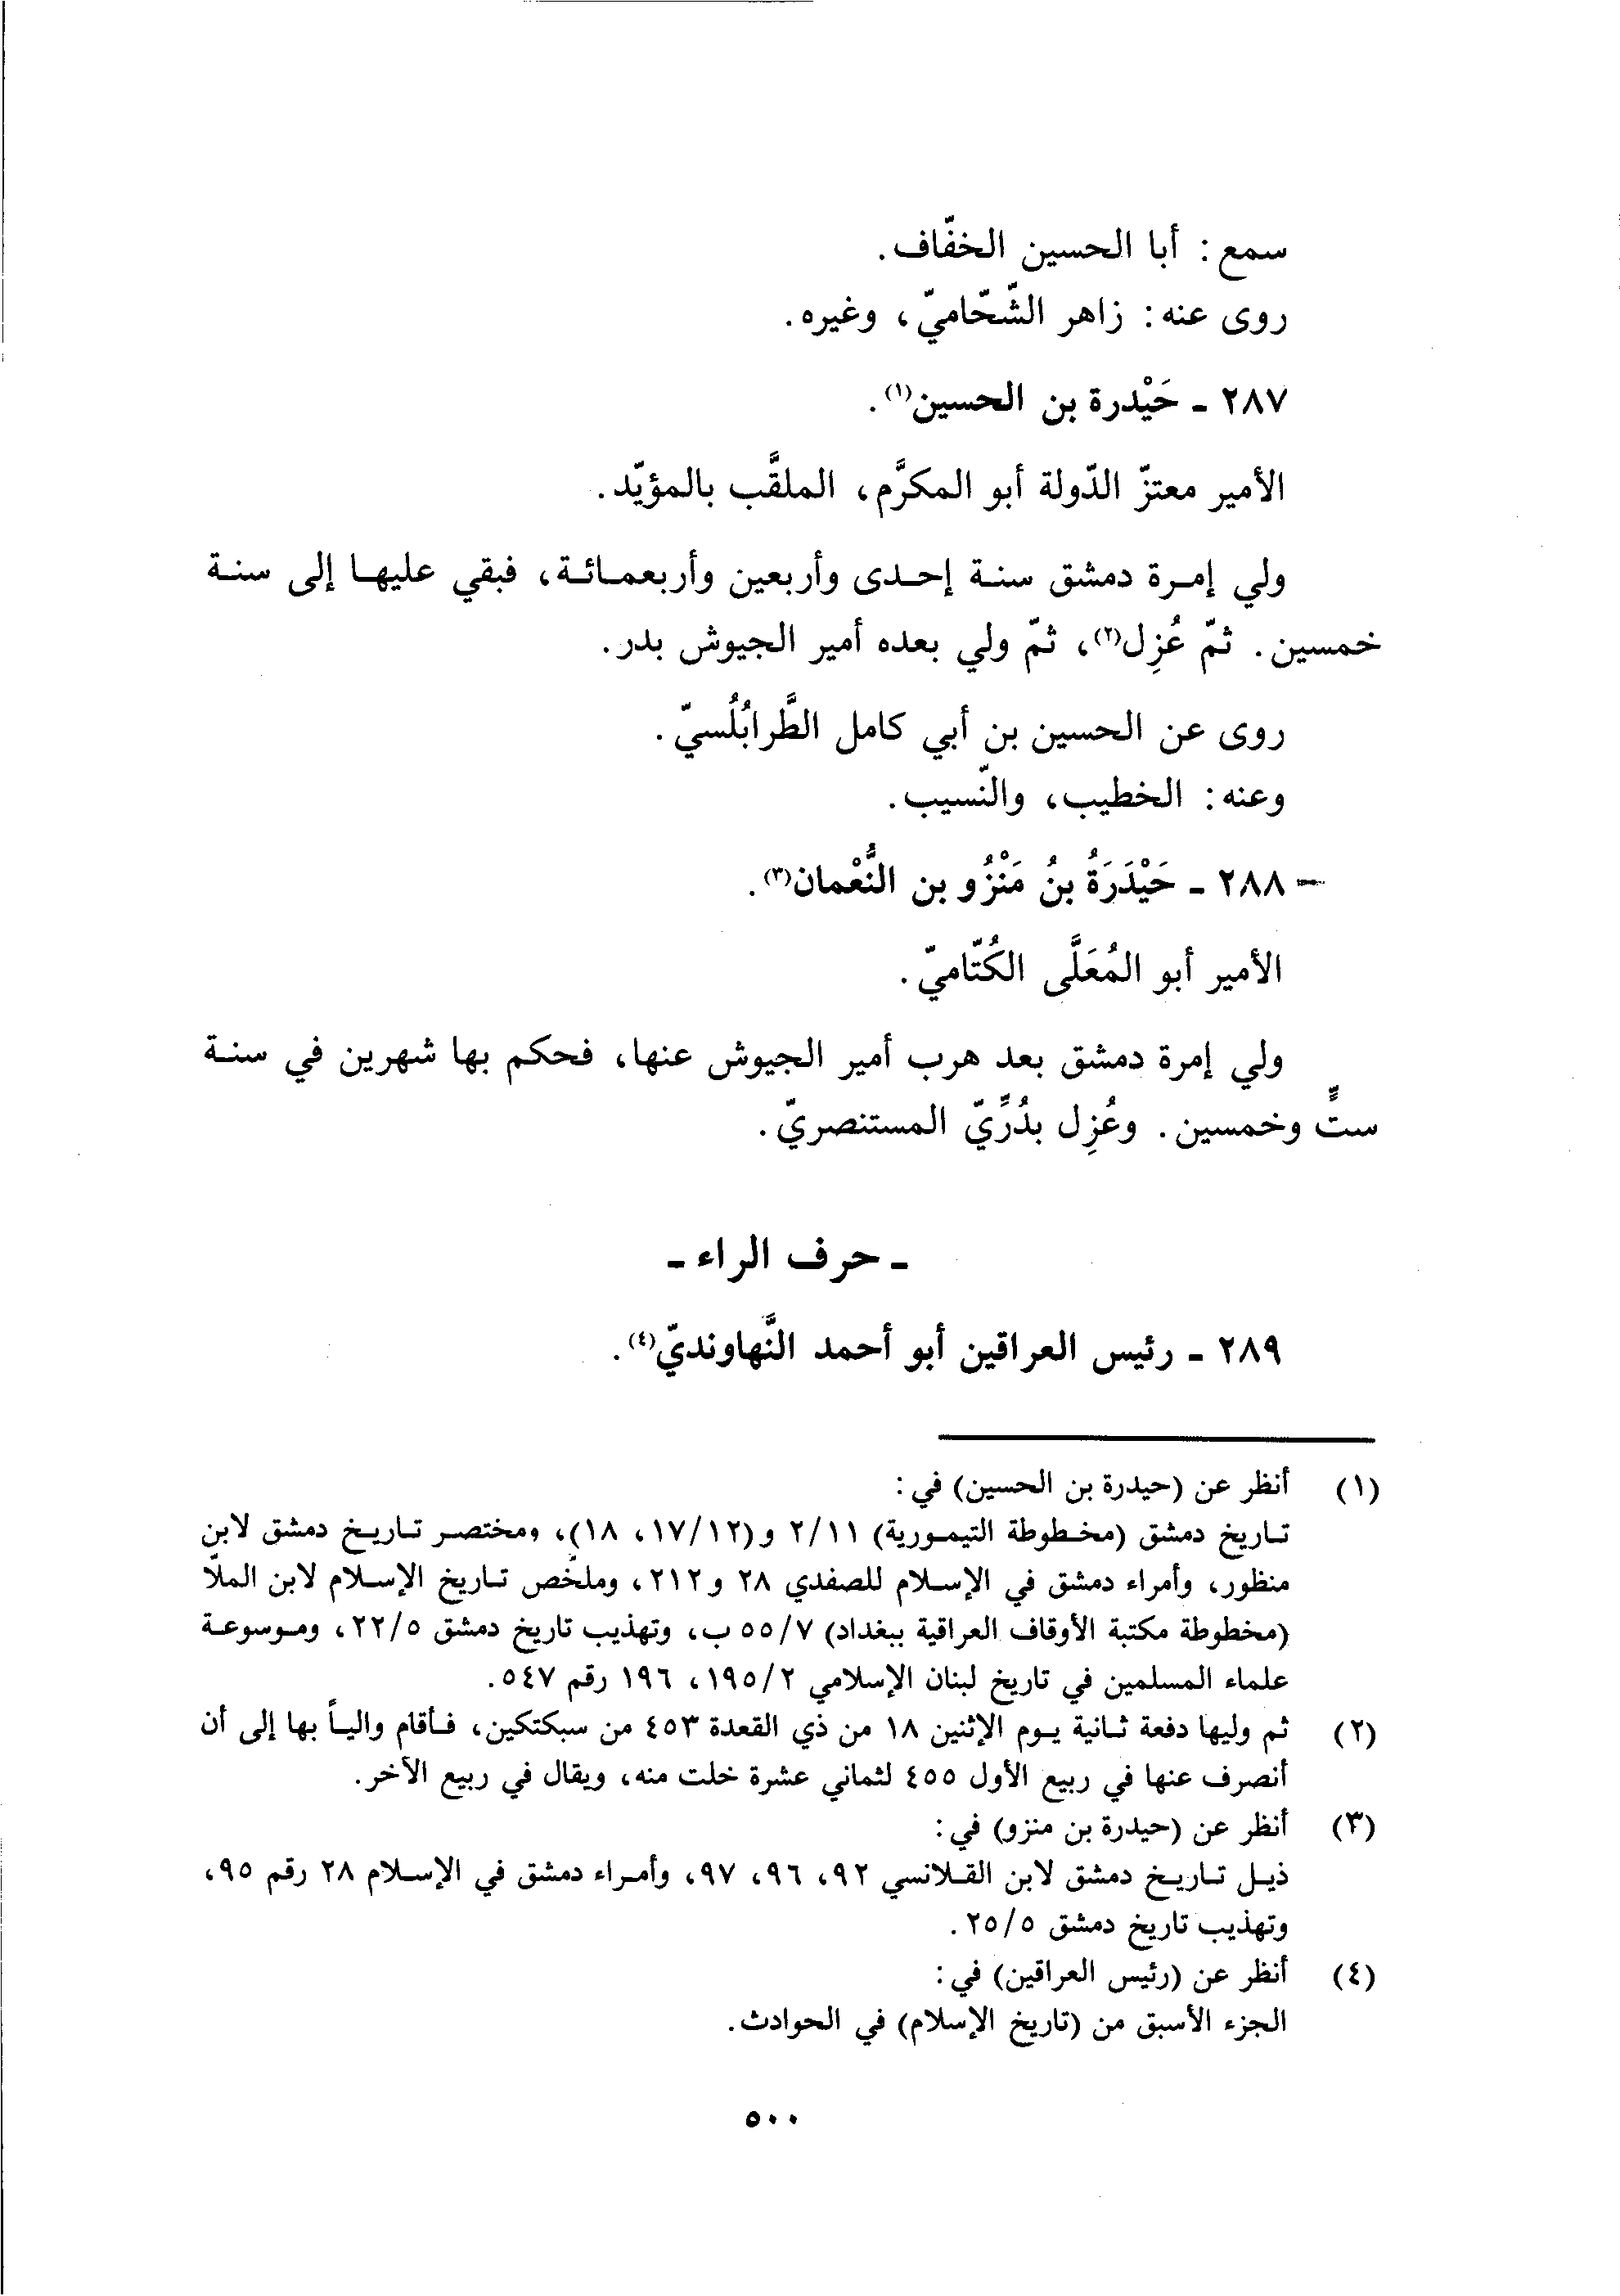 سمع : أبا الحسين الخفّاف .
روى عنه : زاهر الشّحّاميّ ، وغيره .
٢٨٧ - حَيْدرة بن الحسين(١) .
الأمير معتزّ الدّولة أبو المكرَّم ، الملقَّب بالمؤيّد .
ولي إمرة دمشق سنة إحدى وأربعين وأربعمائة ، فبقي عليها إلى سنة
خمسين . ثمّ عُزِل(٢) ، ثمّ ولي بعده أمير الجيوش بدر .
روى عن الحسين بن أبي كامل الطَّرابُلُسيّ .
وعنه : الخطيب ، والنّسيب .
٢٨٨ - حَيْدَرَةُ بنُ مَنْزُو بن النُّعْمان(٣) .
الأمير أبو المُعَلَّى الكُتّاميّ .
ولي إمرة دمشق بعد هرب أمير الجيوش عنها ، فحكم بها شهرين في سنة
ستٍّ وخمسين . وعُزِل بدُرِّيّ المستنصريّ .
- حرف الراء -
٢٨٩ - رئيس العراقين أبو أحمد النَّهاونديّ(٤) .
(١) أنظر عن (حيدرة بن الحسين) في :
تاريخ دمشق (مخطوطة التيمورية) ٢/١١ و(١٧/١٢ ، ١٨) ، ومختصر تاريخ دمشق لابن
منظور ، وأمراء دمشق في الإسلام للصفدي ٢٨ و٢١٢ ، وملخّص تاريخ الإسلام لابن الملّا
(مخطوطة مكتبة الأوقاف العراقية ببغداد) ٥٥/٧ ب ، وتهذيب تاريخ دمشق ٢٢/٥ ، وموسوعة
علماء المسلمين في تاريخ لبنان الإسلامي ١٩٥/٢ ، ١٩٦ رقم ٥٤٧ .
(٢) ثم وليها دفعة ثانية يوم الإثنين ١٨ من ذي القعدة ٤٥٣ من سبكتكين ، فأقام والياً بها إلى أن
أنصرف عنها في ربيع الأول ٤٥٥ لثماني عشرة خلت منه ، ويقال في ربيع الآخر .
(٣) أنظر عن (حيدرة بن منزو) في :
ذيل تاريخ دمشق لابن القلانسي ٩٢ ، ٩٦ ، ٩٧ ، وأمراء دمشق في الإسلام ٢٨ رقم ٩٥ ،
وتهذيب تاريخ دمشق ٢٥/٥ .
(٤) أنظر عن (رئيس العراقين) في :
الجزء الأسبق من (تاريخ الإسلام) في الحوادث .
٥٠٠